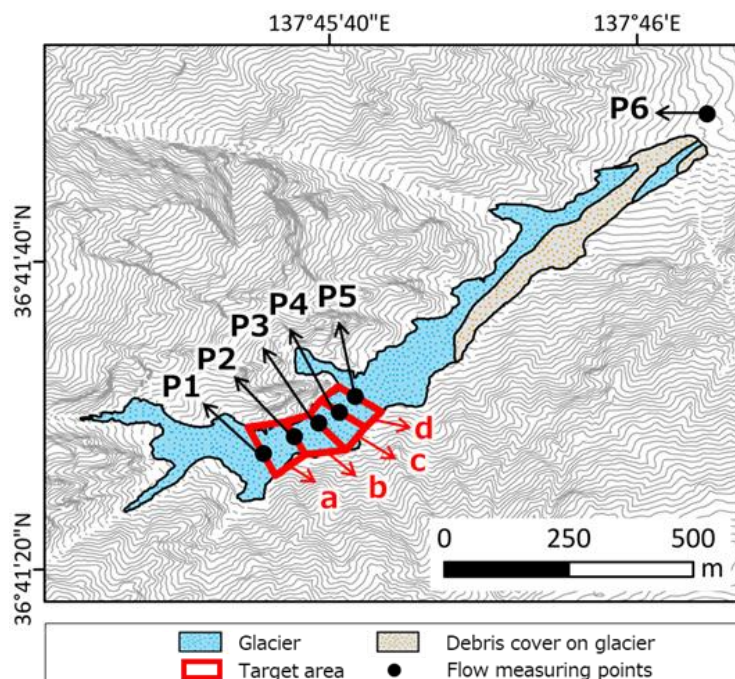 137°45'40"E 137°46'E
P6
36°41'40"N
P5
P4
P3
P2
P1
d
c
b
a
0 250 500
m
36°41'20"N
Glacier Debris cover on glacier
Target area Flow measuring points